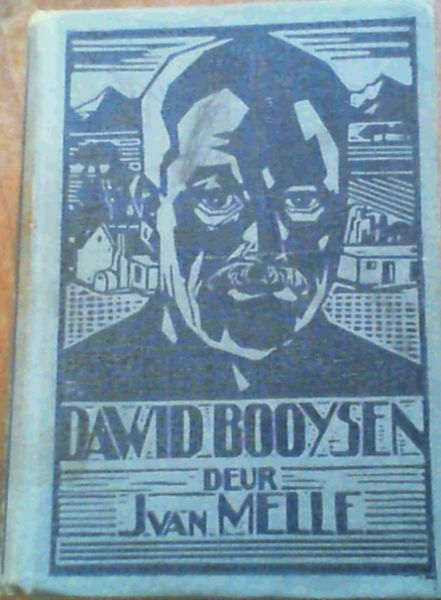 DAWID BOOYSEN
DEUR
J. VAN MELLE